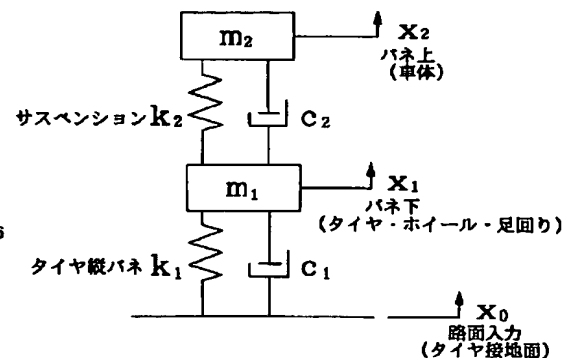 m₂
X₂
バネ上
(車体)
サスペンション k₂
C₂
m₁
X₁
バネ下
(タイヤ・ホイール・足回り)
6
タイヤ縦バネ k₁
C₁
X₀
路面入力
(タイヤ接地面)